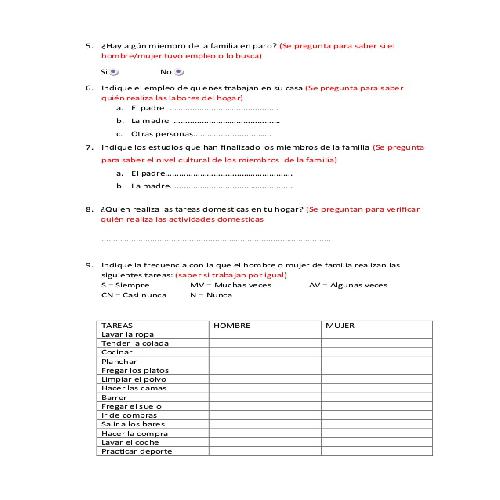 5. ¿Hay algún miembro de la familia en paro? (Se pregunta para saber si el
hombre/mujer tuvo empleo o lo busca)
Si No
6. Indique el empleo de quienes trabajan en su casa (Se pregunta para saber
quién realiza las labores del hogar)
a. El padre……………………………………
b. La madre……………………………………
c. Otras personas…………………………
7. Indique los estudios que han finalizado los miembros de la familia (Se pregunta
para saber el nivel cultural de los miembros de la familia)
a. El padre…………………………………………
b. La madre………………………………………
8. ¿Quién realiza las tareas domesticas en tu hogar? (Se preguntan para verificar
quién realiza las actividades domesticas
……………………………………………………………………………
9. Indique la frecuencia con la que el hombre o mujer de familia realizan las
siguientes tareas: (saber si trabajan por igual)
S = Siempre MV = Muchas veces AV = Algunas veces
CN = Casi nunca N = Nunca
TAREAS HOMBRE MUJER
Lavar la ropa
Tender la colada
Cocinar
Planchar
Fregar los platos
Limpiar el polvo
Hacer las camas
Barrer
Fregar el suelo
Ir de compras
Salir a los bares
Hacer la compra
Lavar el coche
Practicar deporte